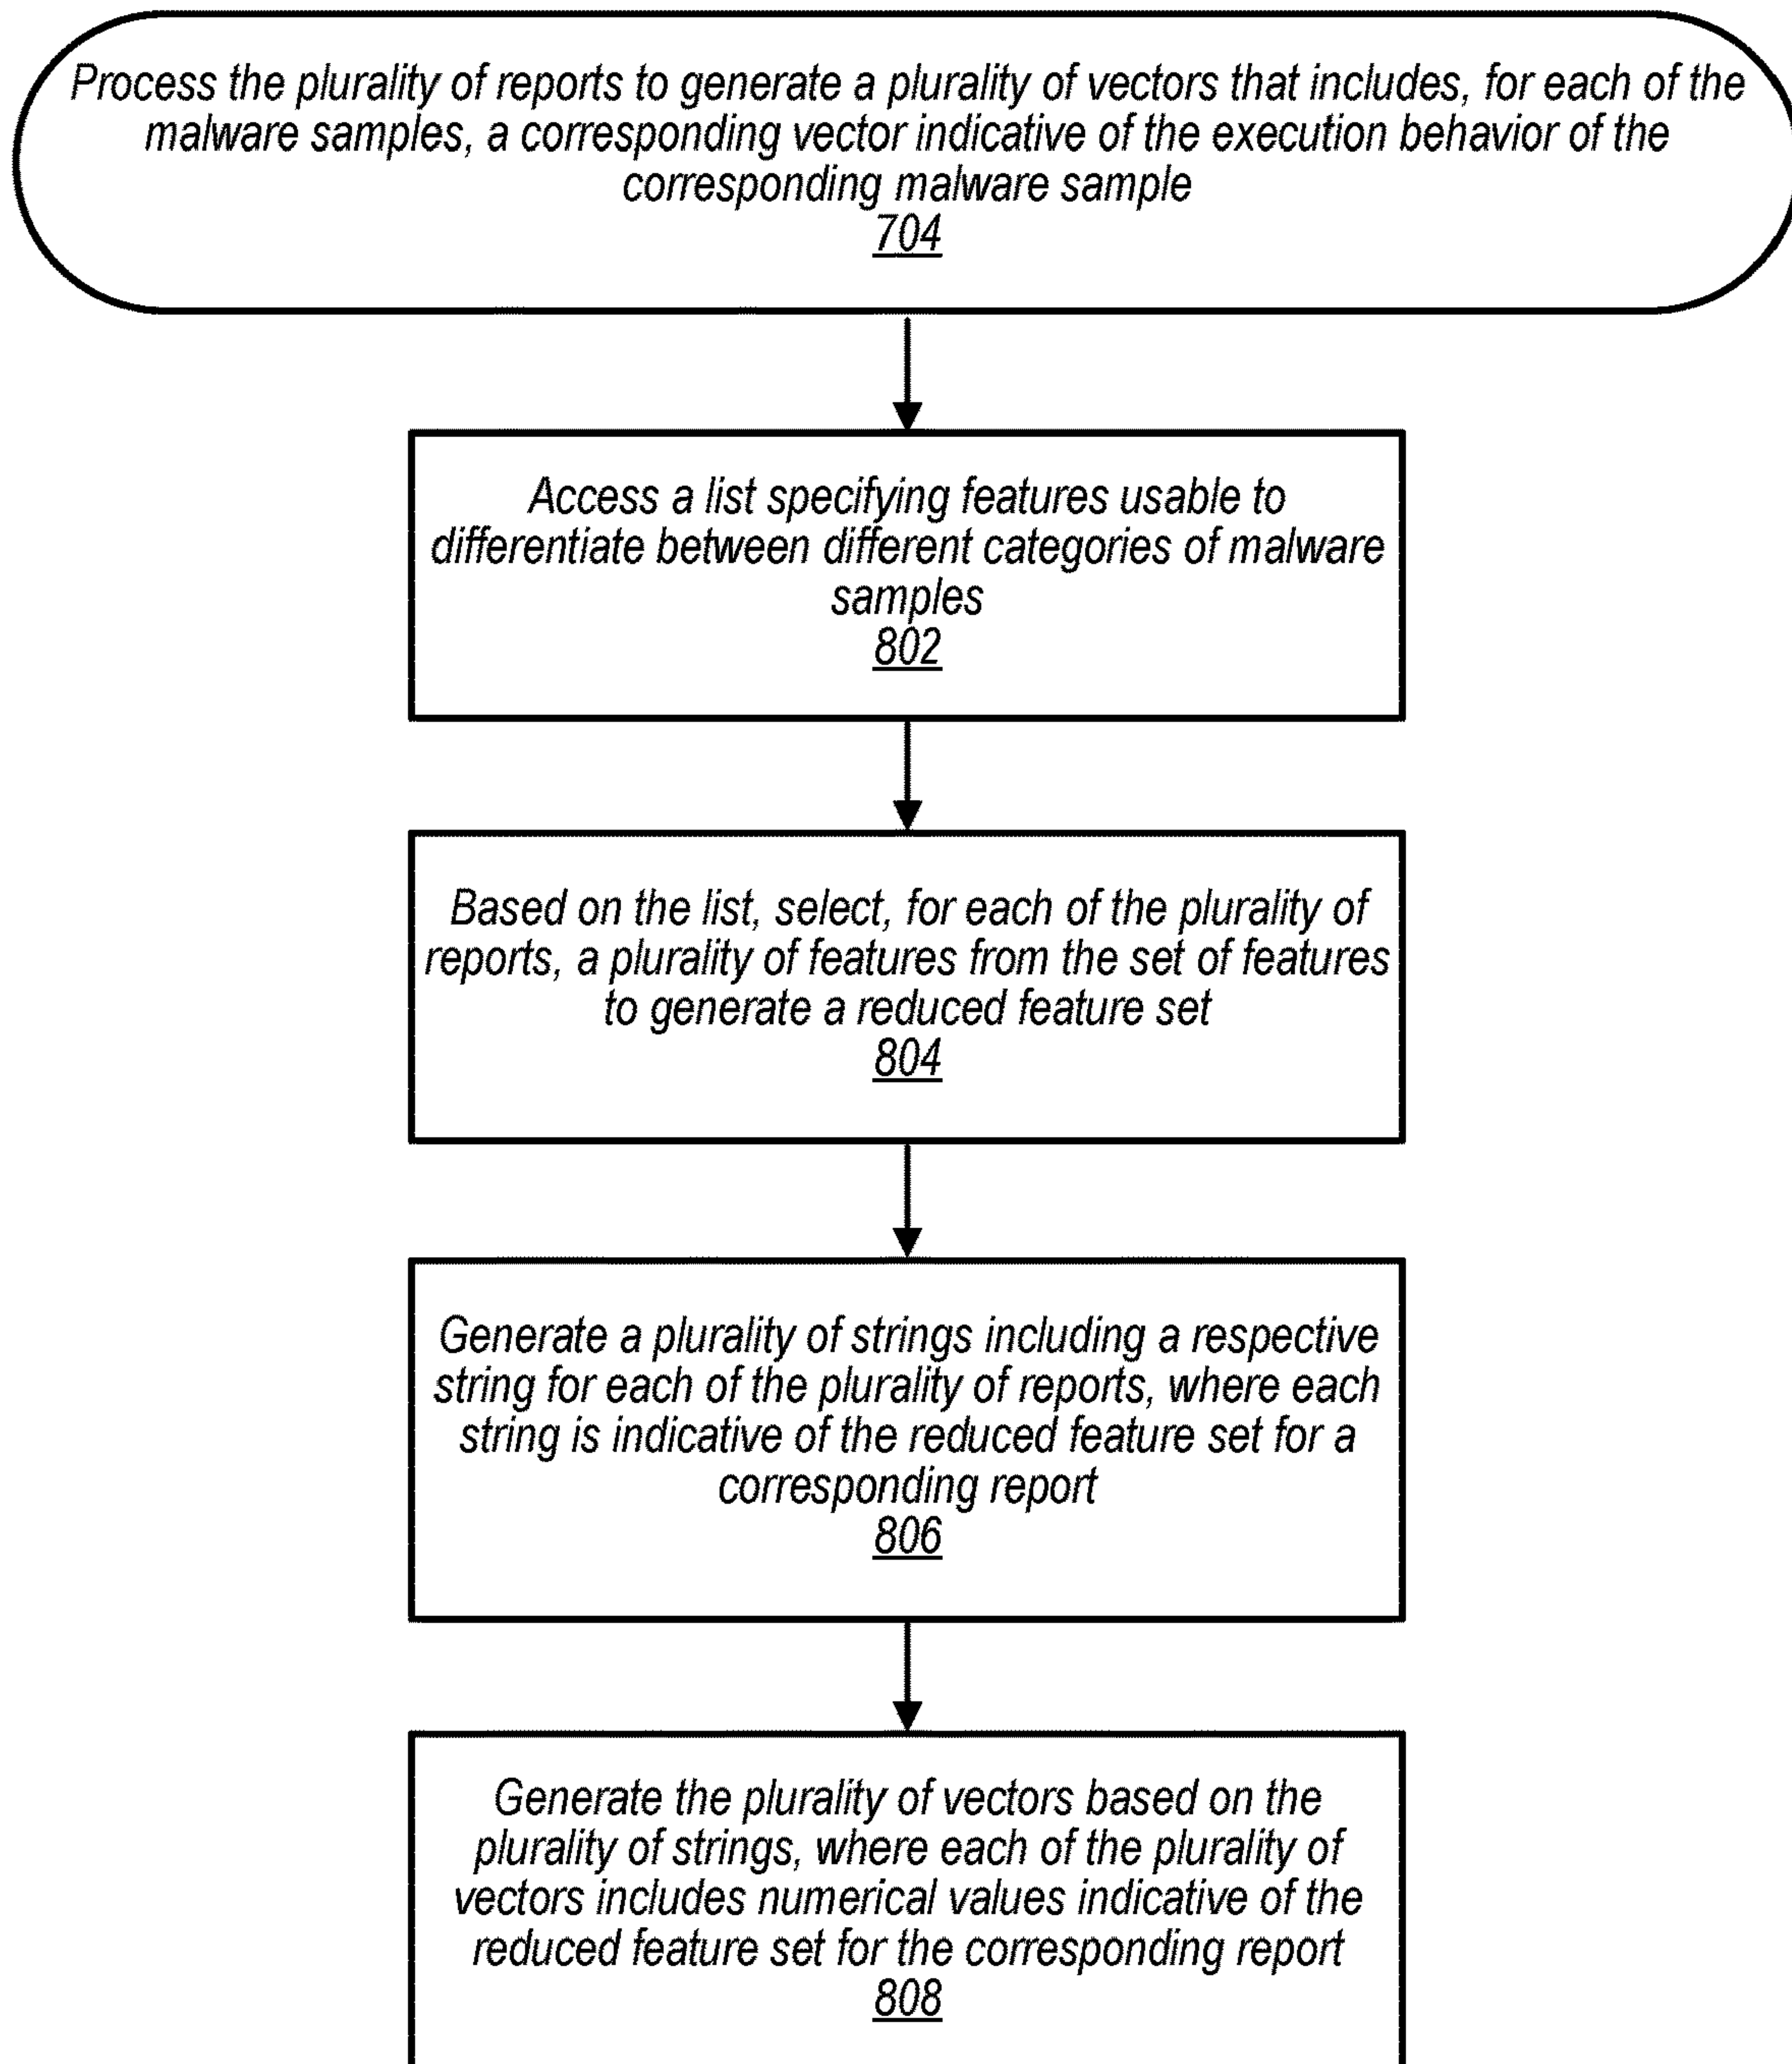 Process the plurality of reports to generate a plurality of vectors that includes, for each of the
malware samples, a corresponding vector indicative of the execution behavior of the
corresponding malware sample
704
Access a list specifying features usable to
differentiate between different categories of malware
samples
802
Based on the list, select, for each of the plurality of
reports, a plurality of features from the set of features
to generate a reduced feature set
804
Generate a plurality of strings including a respective
string for each of the plurality of reports, where each
string is indicative of the reduced feature set for a
corresponding report
806
Generate the plurality of vectors based on the
plurality of strings, where each of the plurality of
vectors includes numerical values indicative of the
reduced feature set for the corresponding report
808